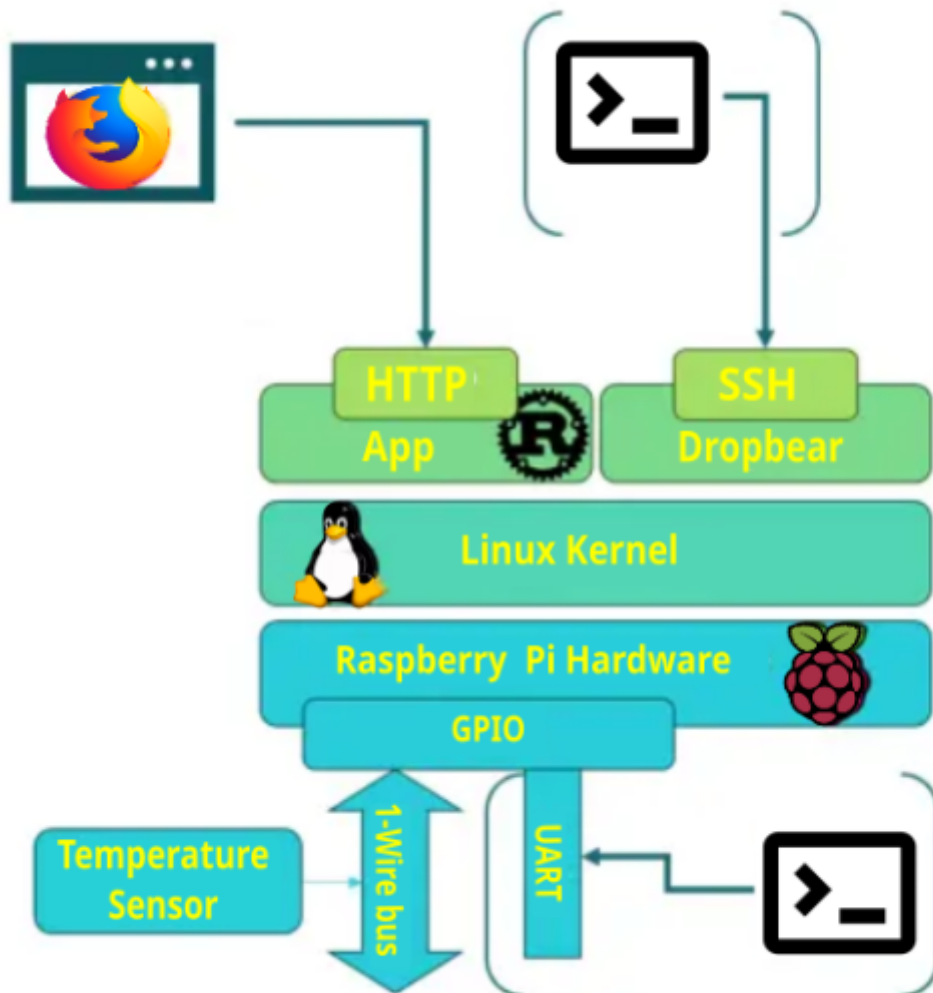 HTTP
SSH
App
Dropbear
Linux Kernel
Raspberry Pi Hardware
GPIO
1-Wire bus
UART
Temperature
Sensor